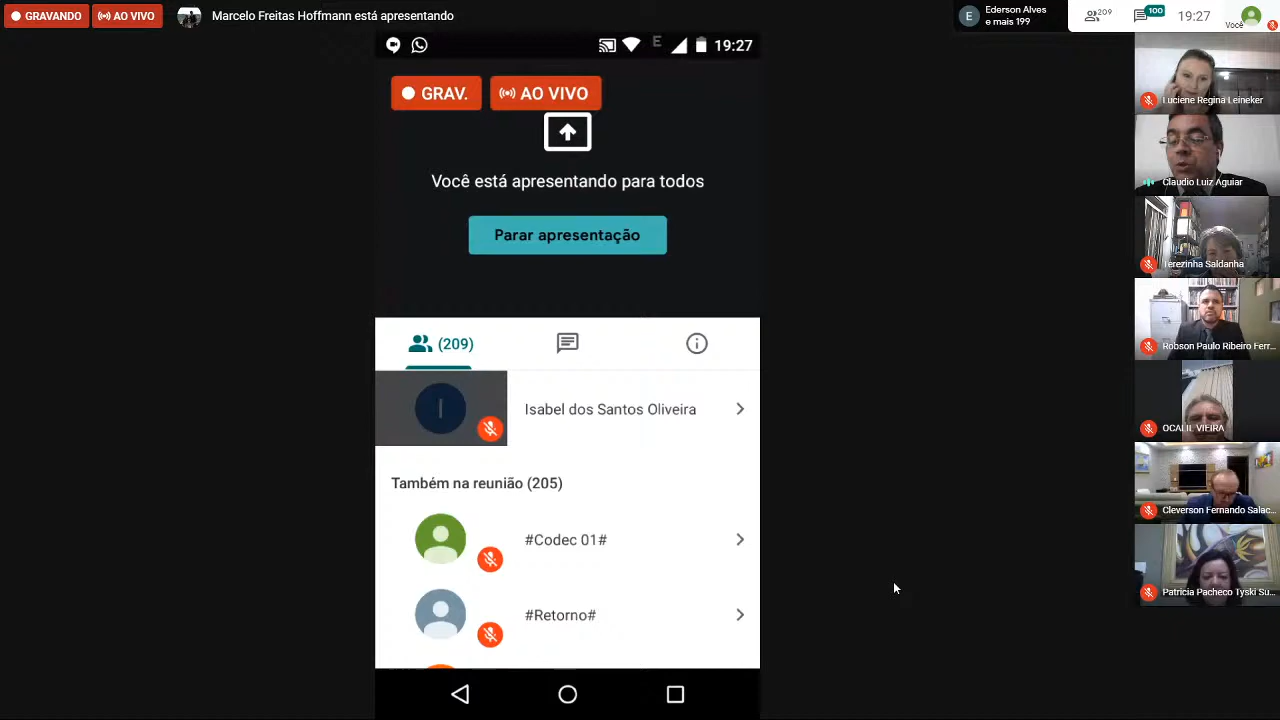 GRAVANDO
AO VIVO
Marcelo Freitas Hoffmann está apresentando
E
Ederson Alves
e mais 199
209
100
19:27
Você
E
19:27
GRAV.
AO VIVO
Você está apresentando para todos
Parar apresentação
(209)
I
Isabel dos Santos Oliveira
Também na reunião (205)
#Codec 01#
#Retorno#
Luciene Regina Leineker
Claudio Luiz Aguiar
Terezinha Saldanha
Robson Paulo Ribeiro Ferr...
OCALIL VIEIRA
Cleverson Fernando Salac...
Patricia Pacheco Tyski Su...